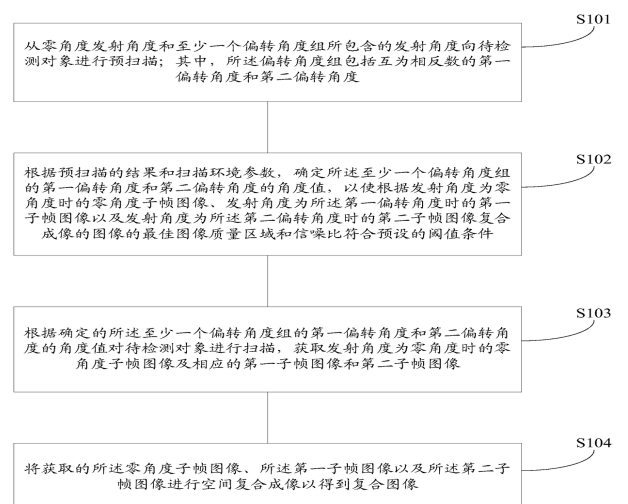 S101
从零角度发射角度和至少一个偏转角度组所包含的发射角度向待检
测对象进行预扫描；其中，所述偏转角度组包括互为相反数的第一
偏转角度和第二偏转角度
S102
根据预扫描的结果和扫描环境参数，确定所述至少一个偏转角度组
的第一偏转角度和第二偏转角度的角度值，以使根据发射角度为零
角度时的零角度子帧图像、发射角度为所述第一偏转角度时的第一
子帧图像以及发射角度为所述第二偏转角度时的第二子帧图像复合
成像的图像的最佳图像质量区域和信噪比符合预设的阈值条件
S103
根据确定的所述至少一个偏转角度组的第一偏转角度和第二偏转角
度的角度值对待检测对象进行扫描，获取发射角度为零角度时的零
角度子帧图像及相应的第一子帧图像和第二子帧图像
S104
将获取的所述零角度子帧图像、所述第一子帧图像以及所述第二子
帧图像进行空间复合成像以得到复合图像